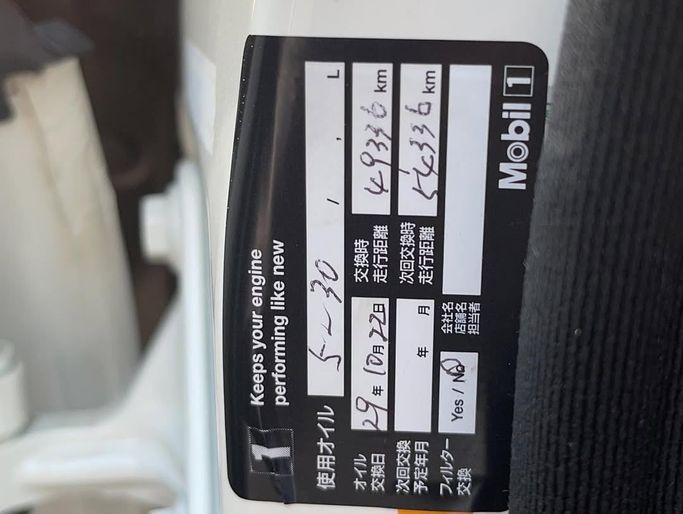 1 Keeps your engine
performing like new
使用オイル 5~30 , , L
オイル
交換日 29年10月22日 交換時
走行距離 49336 km
次回交換
予定年月 年 月 次回交換時
走行距離 54336 km
フィルター
交換 Yes / No 会社名
店舗名
担当者
Mobil 1